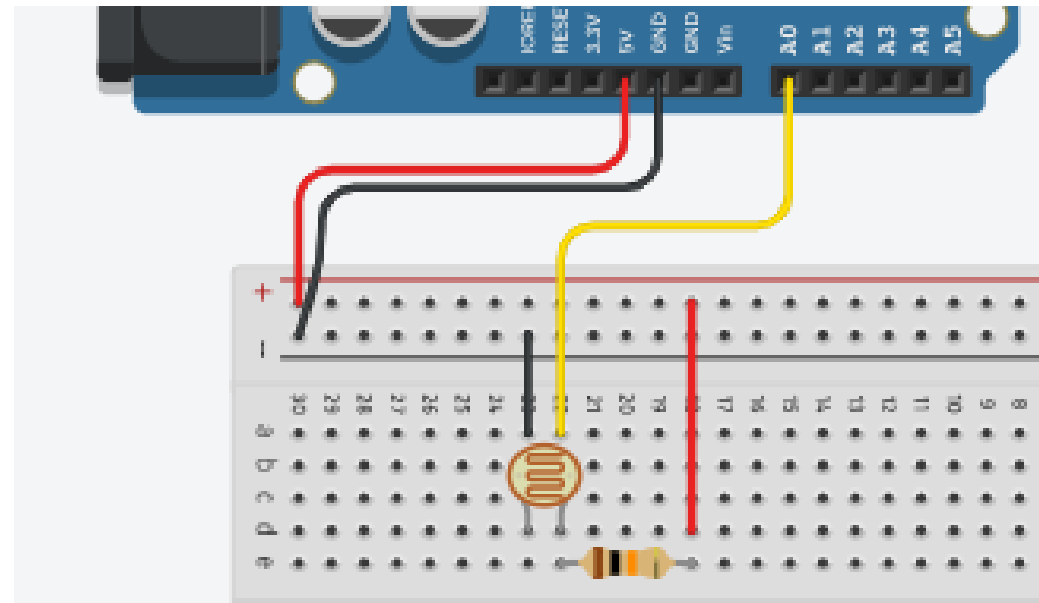 IOREF RESET 3.3V 5V GND GND Vin A0 A1 A2 A3 A4 A5
+
-
30 29 28 27 26 25 24 21 20 19 17 16 15 14 13 12 11 10 9 8
a
b
c
d
e